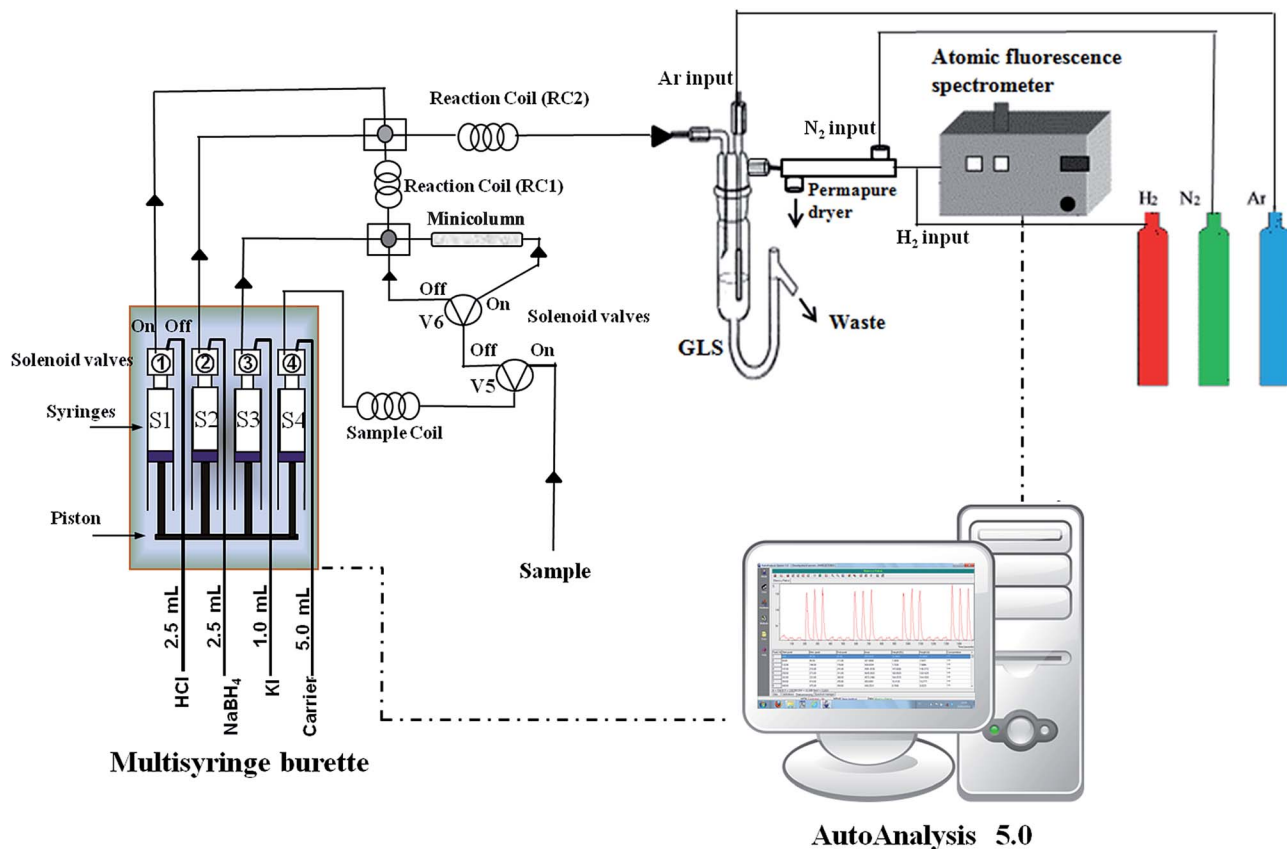 Ar input
Atomic fluorescence
spectrometer
Reaction Coil (RC2)
N₂ input
Reaction Coil (RC1)
Permapure
dryer
H₂
N₂
Ar
Minicolumn
H₂ input
Off
On
V6
Solenoid valves
Waste
GLS
On
Off
Off
On
V5
Solenoid valves
1
2
3
4
Syringes
S1
S2
S3
S4
Sample Coil
Piston
Sample
2.5 mL
2.5 mL
1.0 mL
5.0 mL
HCl
NaBH₄
KI
Carrier
Multisyringe burette
AutoAnalysis 5.0